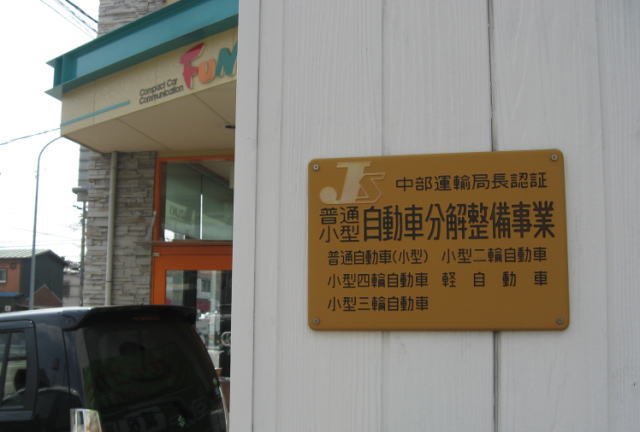 Compact Car
Communication
FUN
JS
中部運輸局長認証
普通
小型
自動車分解整備事業
普通自動車(小型) 小型二輪自動車
小型四輪自動車 軽自動車
小型三輪自動車